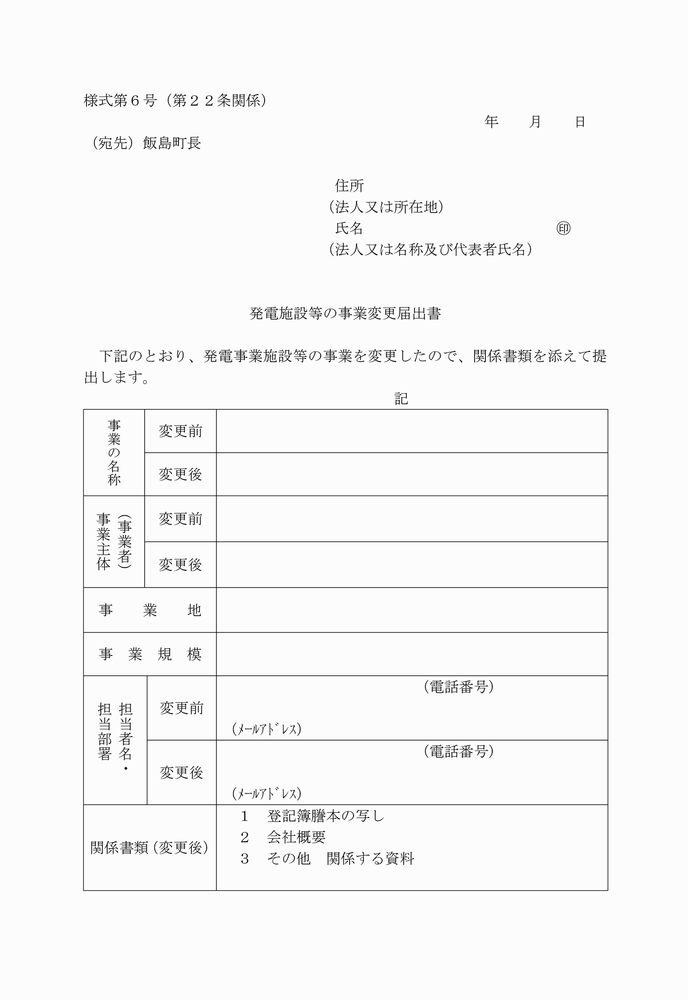 様式第６号（第２２条関係）
年　　月　　日
（宛先）飯島町長
住所
（法人又は所在地）
氏名　　　　　　　　　　　　　㊞
（法人又は名称及び代表者氏名）
発電施設等の事業変更届出書
下記のとおり、発電事業施設等の事業を変更したので、関係書類を添えて提
出します。
記
事業の名称
変更前
変更後
（事業者）
事業主体
変更前
変更後
事　業　地
事　業　規　模
担当者名・
担当部署
変更前
（電話番号）
（ﾒｰﾙｱﾄﾞﾚｽ）
変更後
（電話番号）
（ﾒｰﾙｱﾄﾞﾚｽ）
関係書類（変更後）
１　登記簿謄本の写し
２　会社概要
３　その他　関係する資料